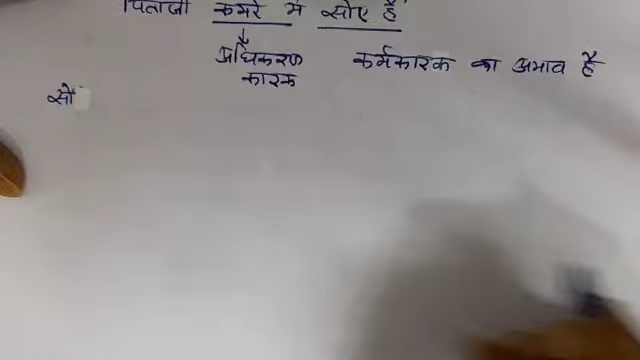 पिताजी कमरे में सोए हैं
अधिकरण कर्मकारक का अभाव है
कारक
सो